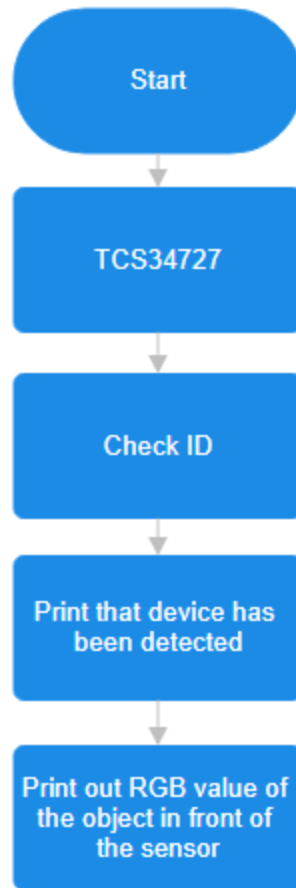 Start
TCS34727
Check ID
Print that device has
been detected
Print out RGB value of
the object in front of
the sensor